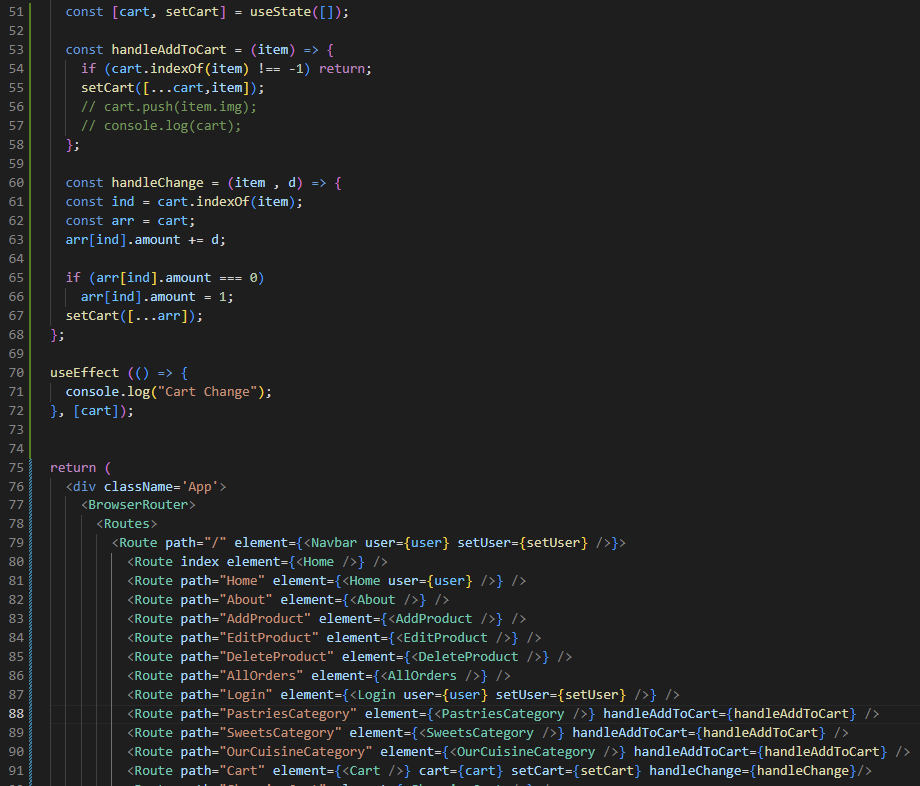 51 const [cart, setCart] = useState([]);
52
53 const handleAddToCart = (item) => {
54 if (cart.indexOf(item) !== -1) return;
55 setCart([...cart,item]);
56 // cart.push(item.img);
57 // console.log(cart);
58 };
59
60 const handleChange = (item , d) => {
61 const ind = cart.indexOf(item);
62 const arr = cart;
63 arr[ind].amount += d;
64
65 if (arr[ind].amount === 0)
66 arr[ind].amount = 1;
67 setCart([...arr]);
68 };
69
70 useEffect (() => {
71 console.log("Cart Change");
72 }, [cart]);
73
74
75 return (
76 <div className='App'>
77 <BrowserRouter>
78 <Routes>
79 <Route path="/" element={<Navbar user={user} setUser={setUser} />}>
80 <Route index element={<Home />} />
81 <Route path="Home" element={<Home user={user} />} />
82 <Route path="About" element={<About />} />
83 <Route path="AddProduct" element={<AddProduct />} />
84 <Route path="EditProduct" element={<EditProduct />} />
85 <Route path="DeleteProduct" element={<DeleteProduct />} />
86 <Route path="AllOrders" element={<AllOrders />} />
87 <Route path="Login" element={<Login user={user} setUser={setUser} />} />
88 <Route path="PastriesCategory" element={<PastriesCategory />} handleAddToCart={handleAddToCart} />
89 <Route path="SweetsCategory" element={<SweetsCategory />} handleAddToCart={handleAddToCart} />
90 <Route path="OurCuisineCategory" element={<OurCuisineCategory />} handleAddToCart={handleAddToCart} />
91 <Route path="Cart" element={<Cart />} cart={cart} setCart={setCart} handleChange={handleChange}/>